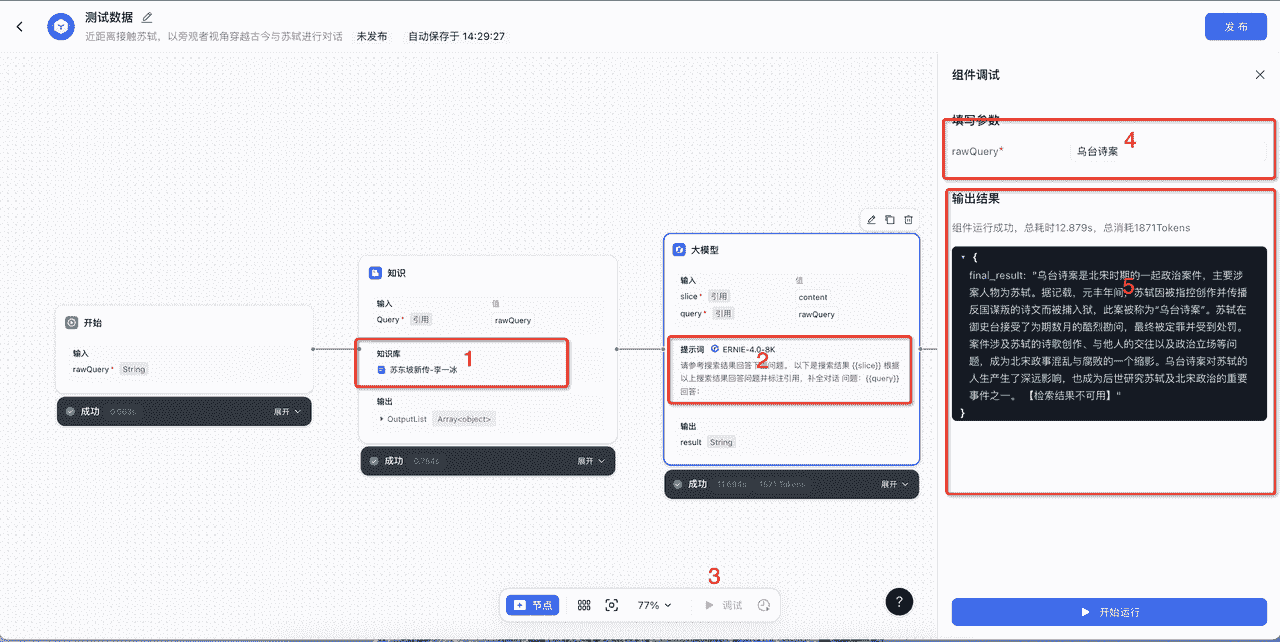 测试数据
近距离接触苏轼，以旁观者视角穿越古今与苏轼进行对话 未发布 自动保存于 14:29:27
发布
开始
输入
rawQuery* String
成功 0.563s 展开
知识
输入 值
Query* 引用 rawQuery
知识库
苏东坡新传-李一冰
1
输出
OutputList Array<object>
成功 0.754s 展开
大模型
输入 值
slice* 引用 content
query* 引用 rawQuery
提示词 ERNIE-4.0-8K
2
请参考搜索结果回答下列问题。 以下是搜索结果 {{slice}} 根据
以上搜索结果回答问题并标注引用，补全对话 问题：{{query}}
回答：
输出
result String
成功 展开
3
节点 77% 调试
?
组件调试
填写参数
rawQuery* 乌台诗案
4
输出结果
组件运行成功，总耗时12.879s，总消耗1871Tokens
{
final_result："乌台诗案是北宋时期的一起政治案件，主要涉
案人物为苏轼。据记载，元丰年间，苏轼因被指控创作并传播
反国谋叛的诗文而被捕入狱，此案被称为“乌台诗案”。苏轼在
御史台接受了为期数月的酷烈勘问，最终被定罪并受到处罚。
案件涉及苏轼的诗歌创作、与他人的交往以及政治立场等问
题，成为北宋政事混乱与腐败的一个缩影。乌台诗案对苏轼的
人生产生了深远影响，也成为后世研究苏轼及北宋政治的重要
事件之一。 【检索结果不可用】"
}
5
开始运行